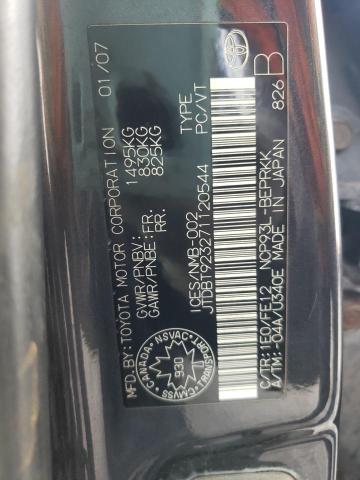 MFD.BY:TOYOTA MOTOR CORPORATION 01/07
GVWR/PNBV: 1495KG
GAWR/PNBE:FR: 830KG
RR: 825KG
ICES/NMB-002
JTDBT923271120544
TYPE
PC/VT
C/TR:1E0/FE12 NCP93L-BEPRKK
A/TM:-04A/U340E MADE IN JAPAN
826
B
CANADA
NSVAC
930
TRANSPORT
CMVSS